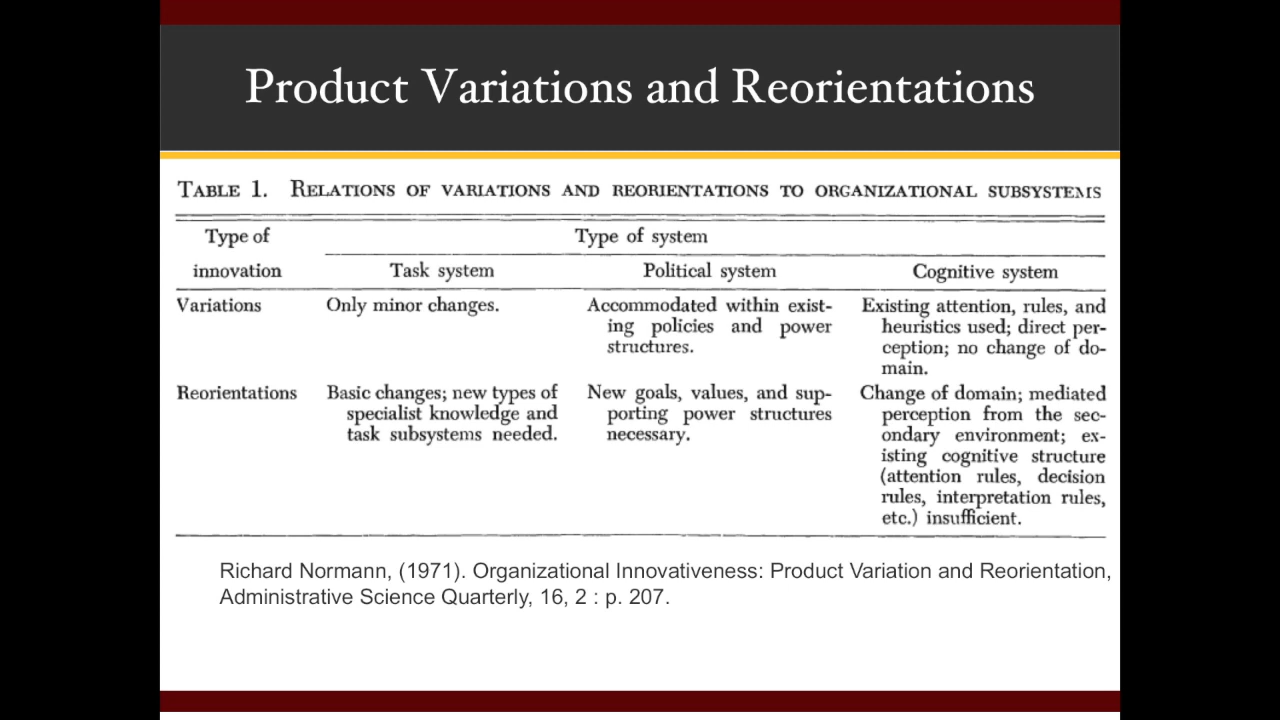 Product Variations and Reorientations
TABLE 1. RELATIONS OF VARIATIONS AND REORIENTATIONS TO ORGANIZATIONAL SUBSYSTEMS
Type of Type of system
innovation Task system Political system Cognitive system
Variations Only minor changes. Accommodated within exist- Existing attention, rules, and
ing policies and power heuristics used; direct per-
structures. ception; no change of do-
main.
Reorientations Basic changes; new types of New goals, values, and sup- Change of domain; mediated
specialist knowledge and porting power structures perception from the sec-
task subsystems needed. necessary. ondary environment; ex-
isting cognitive structure
(attention rules, decision
rules, interpretation rules,
etc.) insufficient.
Richard Normann, (1971). Organizational Innovativeness: Product Variation and Reorientation,
Administrative Science Quarterly, 16, 2 : p. 207.